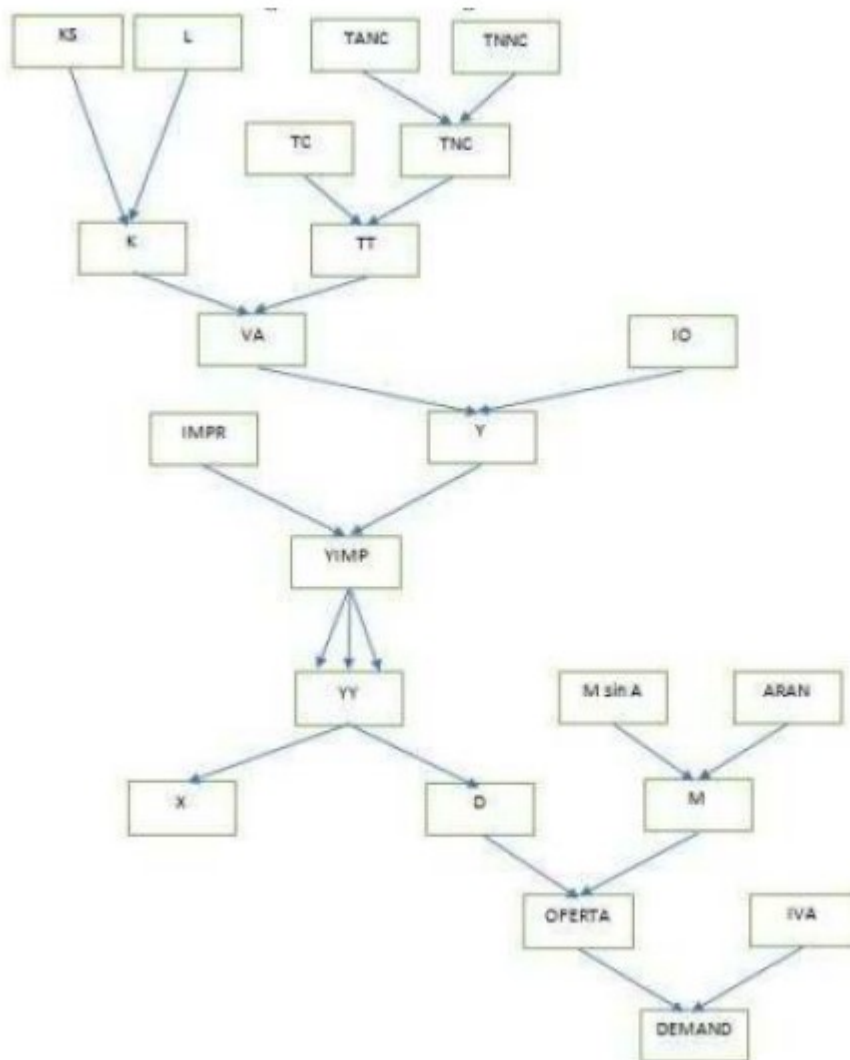 KS
L
TANC
TNNC
TC
TNC
K
TT
VA
IO
IMPR
Y
YIMP
YY
M sin A
ARAN
X
D
M
OFERTA
IVA
DEMAND